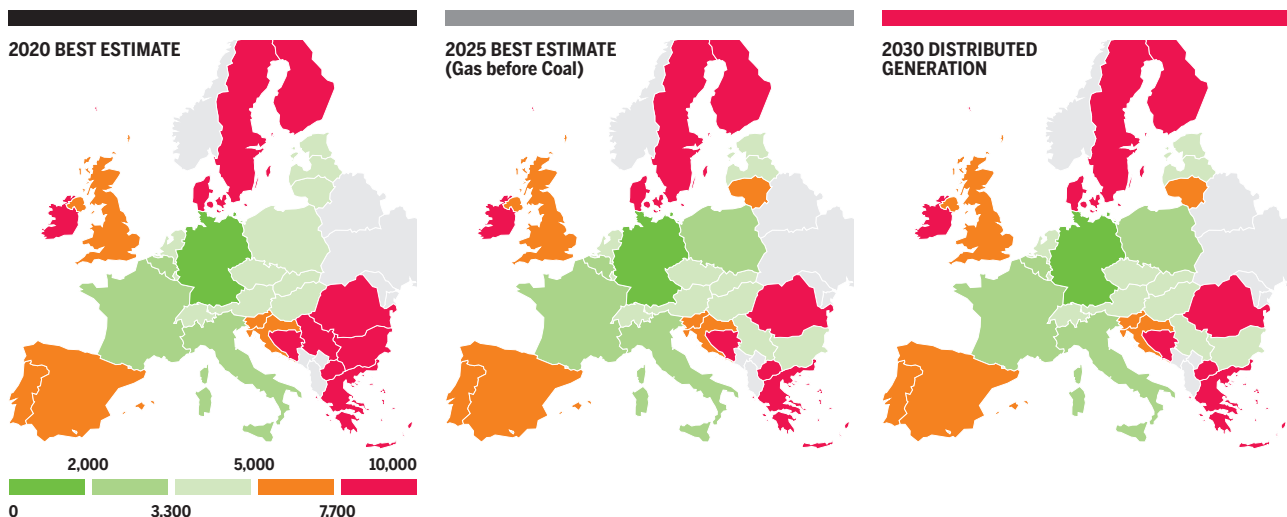 2020 BEST ESTIMATE
2025 BEST ESTIMATE
(Gas before Coal)
2030 DISTRIBUTED
GENERATION
2,000 5,000 10,000
0 3.300 7.700